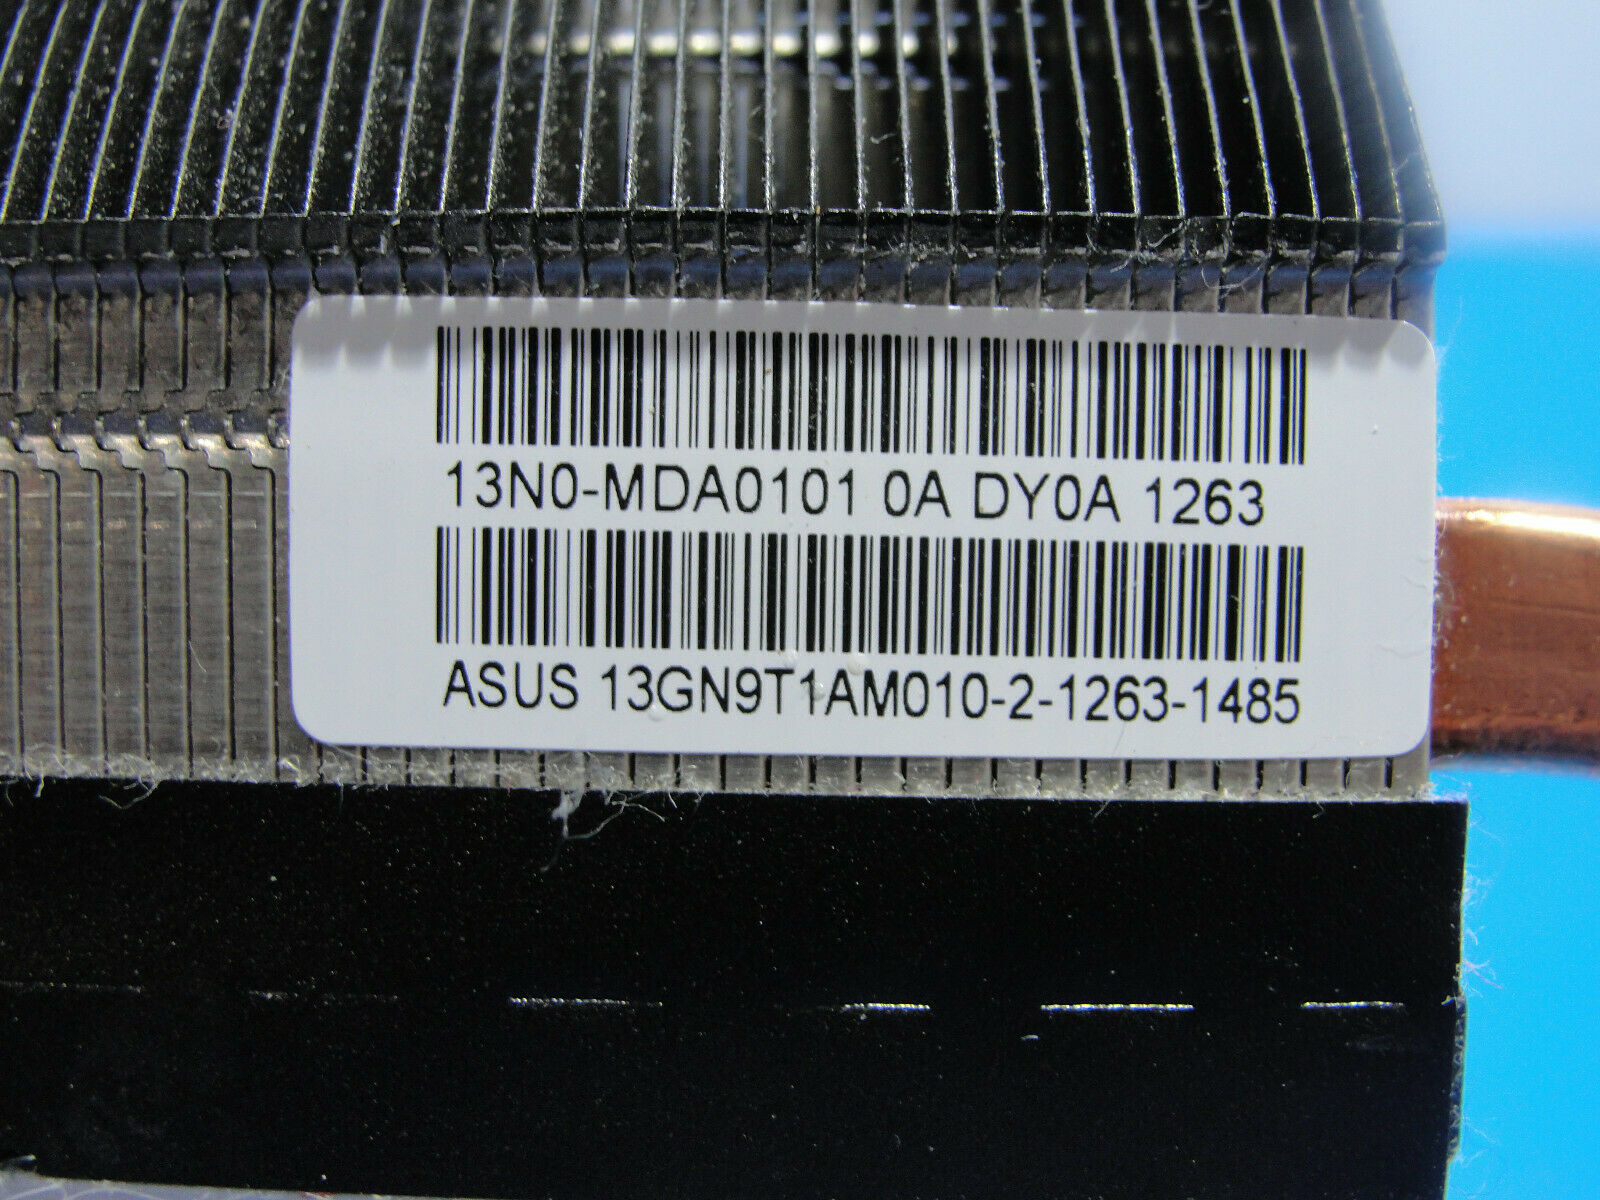 13N0-MDA0101 0A DY0A 1263
ASUS 13GN9T1AM010-2-1263-1485